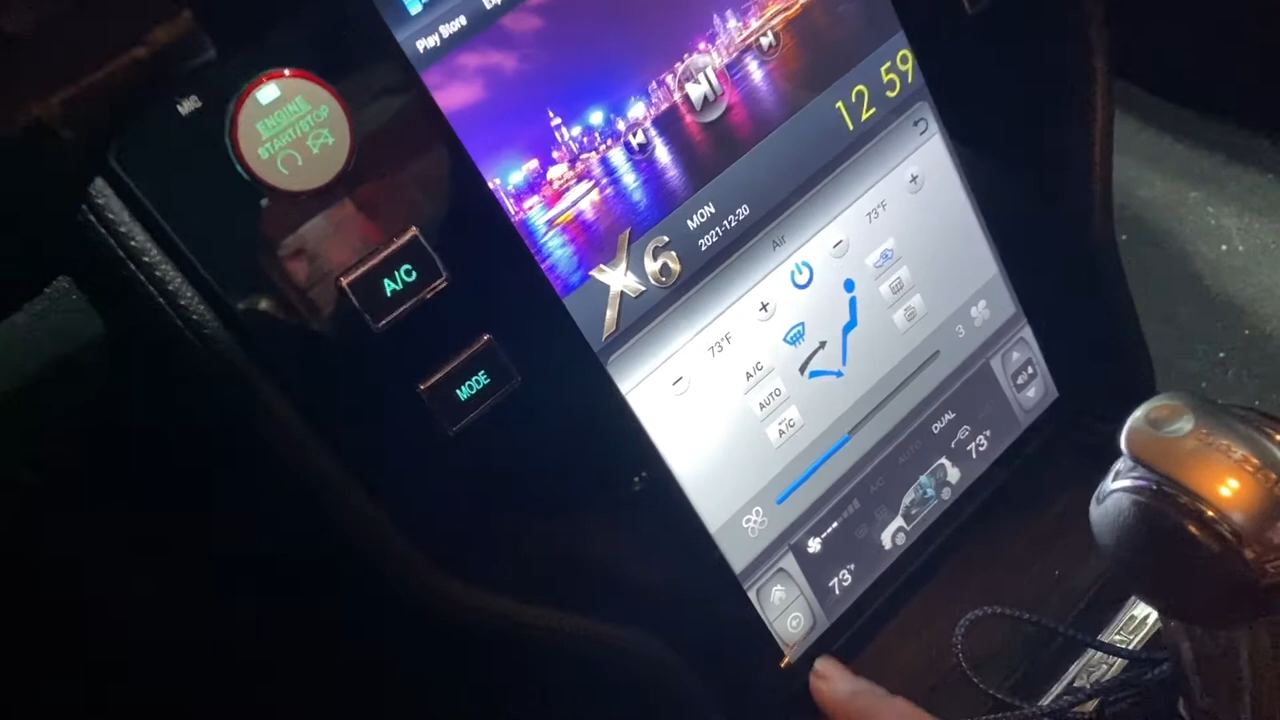 Play Store
ENGINE
START/STOP
A/C
MODE
12 59
X6
MON
2021-12-20
Air
73°F
73°F
A/C
AUTO
A/C
3
DUAL
AUTO
A/C
73°F
73°F